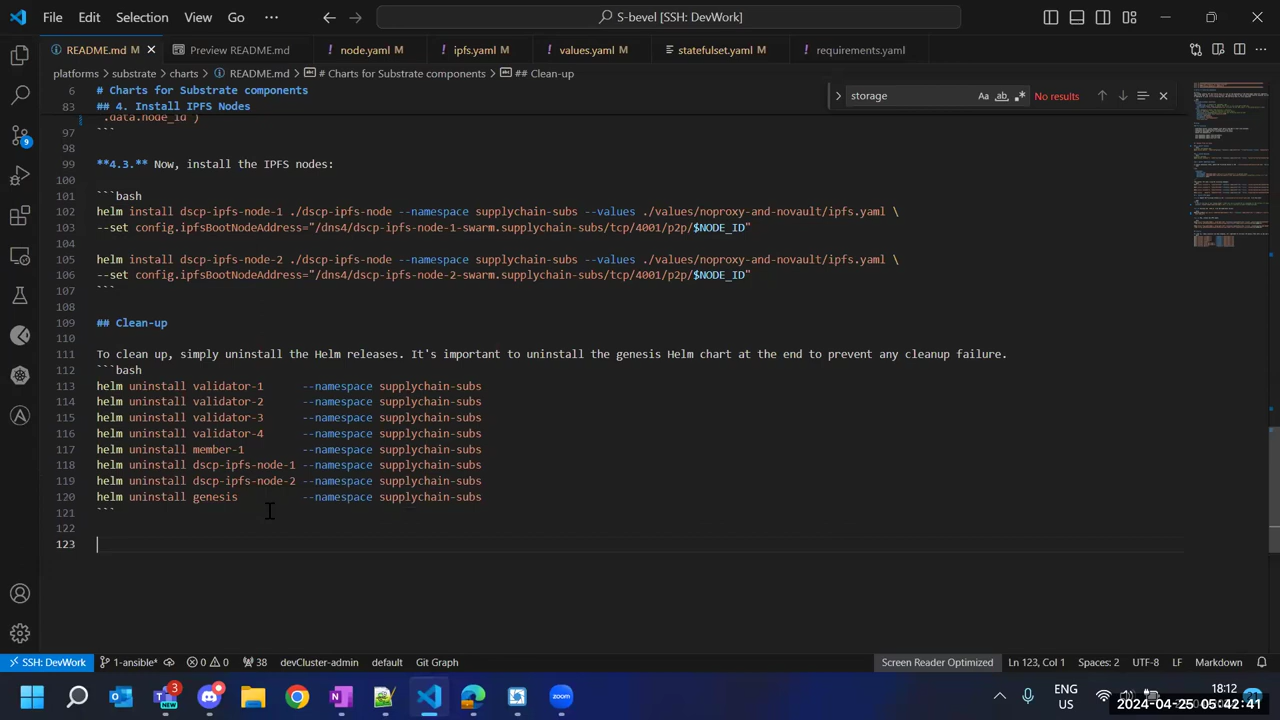 File Edit Selection View Go ··· S-bevel [SSH: DevWork]
README.md M Preview README.md node.yaml M ipfs.yaml M values.yaml M statefulset.yaml M requirements.yaml ···
platforms > substrate > charts > README.md > # Charts for Substrate components > ## Clean-up
6 # Charts for Substrate components
83 ## 4. Install IPFS Nodes
storage Aa ab .* No results
.data.node_id')
97 ```
98
99 **4.3.** Now, install the IPFS nodes:
100
101 ```bash
102 helm install dscp-ipfs-node-1 ./dscp-ipfs-node --namespace supplychain-subs --values ./values/noproxy-and-novault/ipfs.yaml \
103 --set config.ipfsBootNodeAddress="/dns4/dscp-ipfs-node-1-swarm.supplychain-subs/tcp/4001/p2p/$NODE_ID"
104
105 helm install dscp-ipfs-node-2 ./dscp-ipfs-node --namespace supplychain-subs --values ./values/noproxy-and-novault/ipfs.yaml \
106 --set config.ipfsBootNodeAddress="/dns4/dscp-ipfs-node-2-swarm.supplychain-subs/tcp/4001/p2p/$NODE_ID"
107 ```
108
109 ## Clean-up
110
111 To clean up, simply uninstall the Helm releases. It's important to uninstall the genesis Helm chart at the end to prevent any cleanup failure.
112 ```bash
113 helm uninstall validator-1 --namespace supplychain-subs
114 helm uninstall validator-2 --namespace supplychain-subs
115 helm uninstall validator-3 --namespace supplychain-subs
116 helm uninstall validator-4 --namespace supplychain-subs
117 helm uninstall member-1 --namespace supplychain-subs
118 helm uninstall dscp-ipfs-node-1 --namespace supplychain-subs
119 helm uninstall dscp-ipfs-node-2 --namespace supplychain-subs
120 helm uninstall genesis --namespace supplychain-subs
121 ```
122
123
9
SSH: DevWork 1-ansible* 0 0 38 devCluster-admin default Git Graph Screen Reader Optimized Ln 123, Col 1 Spaces: 2 UTF-8 LF Markdown
3 NEW zoom ENG US 18:12
2024-04-25 05:42:41